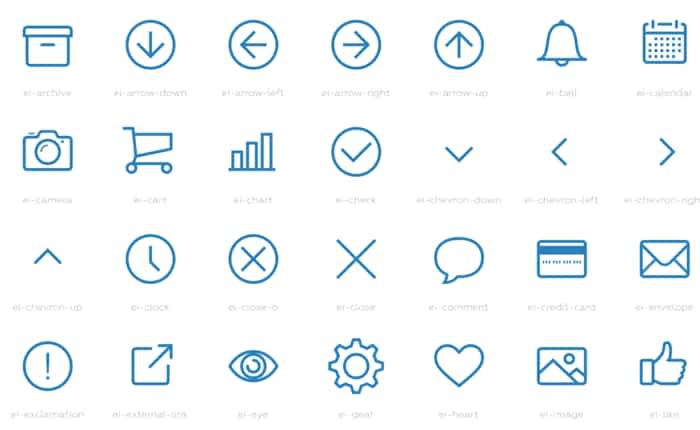 ei-archive ei-arrow-down ei-arrow-left ei-arrow-right ei-arrow-up ei-bell ei-calendar
ei-camera ei-cart ei-chart ei-check ei-chevron-down ei-chevron-left ei-chevron-righ
ei-chevron-up ei-clock ei-close-o ei-close ei-comment ei-credit-card ei-envelope
ei-exclamation ei-external-link ei-eye ei-gear ei-heart ei-image ei-like